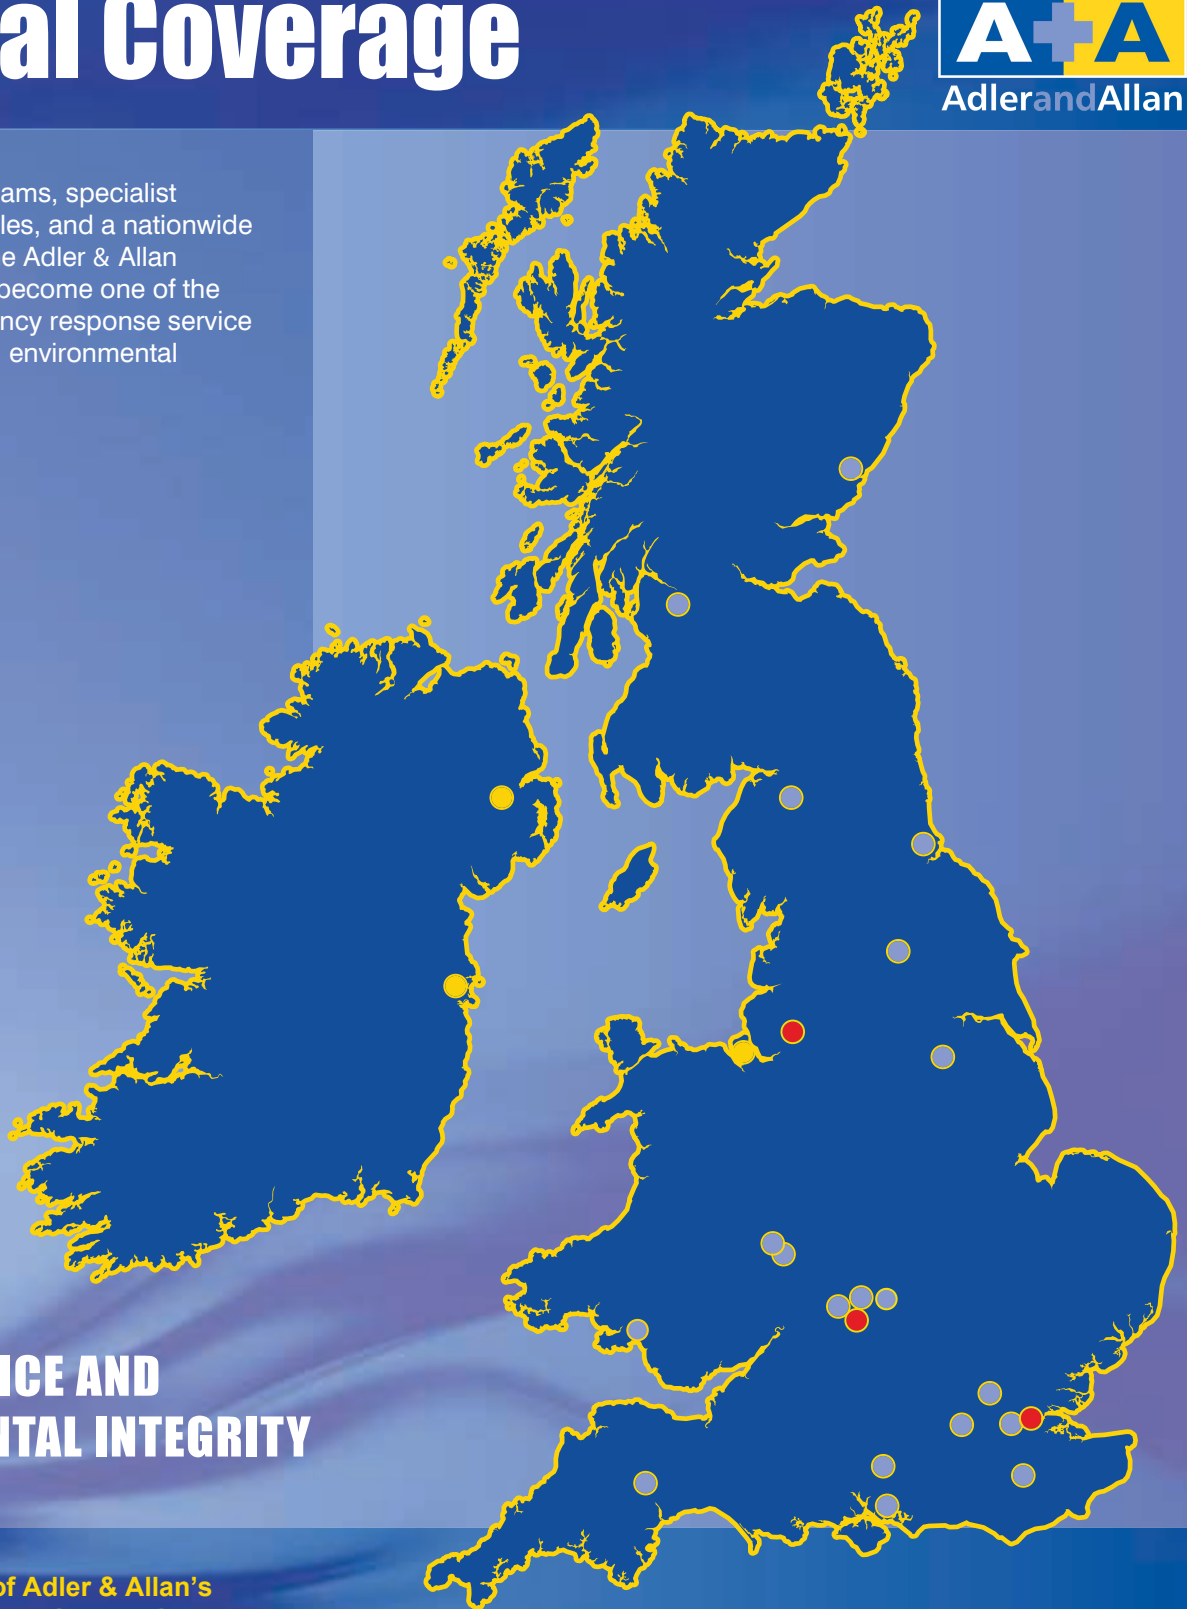 al Coverage
A+A
AdlerandAllan
ams, specialist
les, and a nationwide
e Adler & Allan
become one of the
ncy response service
environmental
ICE AND
NTAL INTEGRITY
of Adler & Allan's